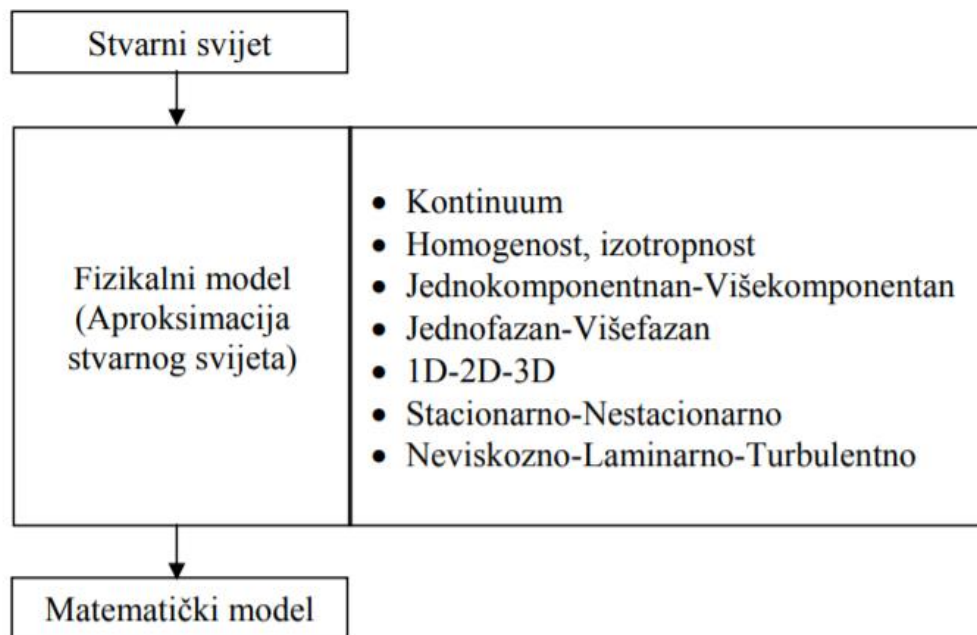 Stvarni svijet
Fizikalni model
(Aproksimacija
stvarnog svijeta)
• Kontinuum
• Homogenost, izotropnost
• Jednokomponentnan-Višekomponentan
• Jednofazan-Višefazan
• 1D-2D-3D
• Stacionarno-Nestacionarno
• Neviskozno-Laminarno-Turbulentno
Matematički model